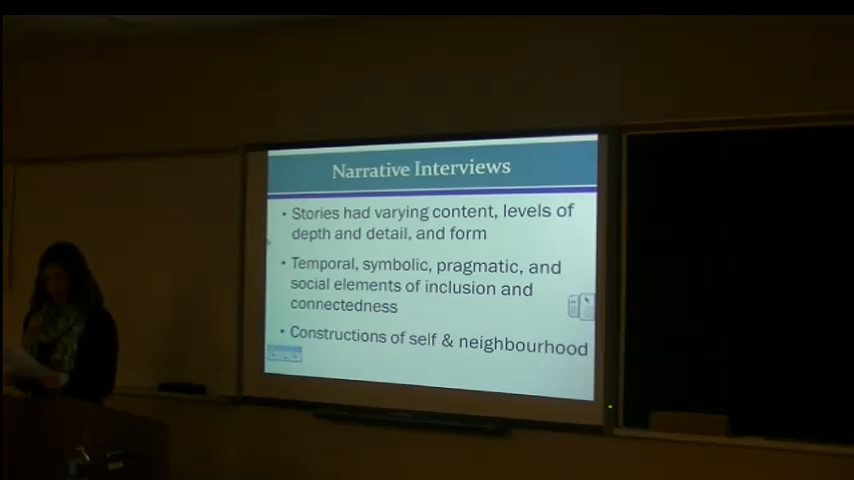 Narrative Interviews
• Stories had varying content, levels of
depth and detail, and form
• Temporal, symbolic, pragmatic, and
social elements of inclusion and
connectedness
• Constructions of self & neighbourhood